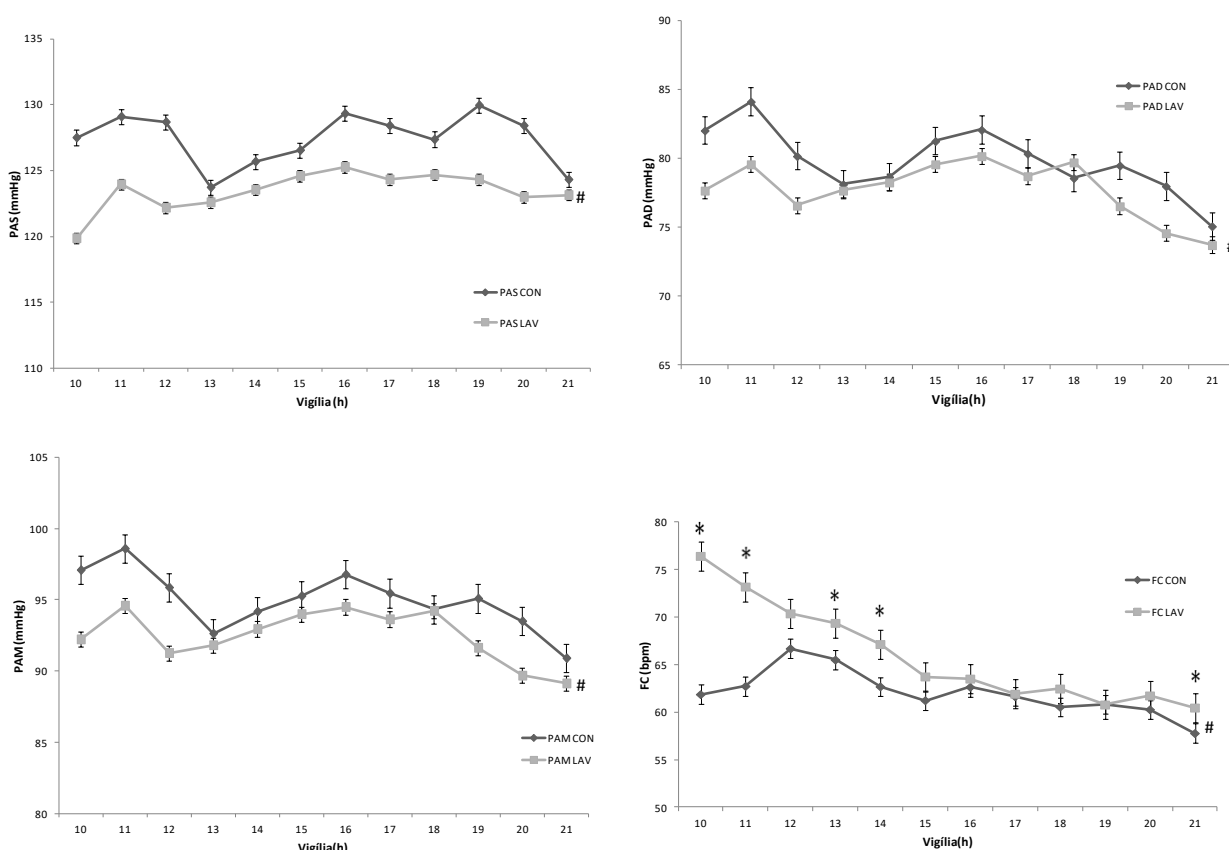 135
130
125
120
115
110
PAS (mmHg)
PAS CON
PAS LAV
#
10 11 12 13 14 15 16 17 18 19 20 21
Vigília(h)
90
85
80
75
70
65
PAD (mmHg)
PAD CON
PAD LAV
10 11 12 13 14 15 16 17 18 19 20 21
Vigília(h)
105
100
95
90
85
80
PAM (mmHg)
#
PAM CON
PAM LAV
10 11 12 13 14 15 16 17 18 19 20 21
Vigília(h)
80
75
70
65
60
55
50
FC (bpm)
* * * * *
FC CON
FC LAV
#
10 11 12 13 14 15 16 17 18 19 20 21
Vigília(h)